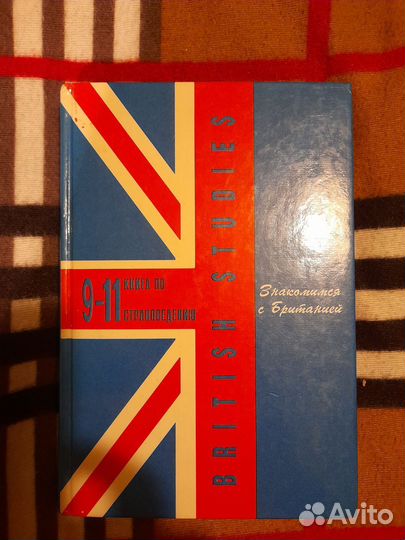 9-11
КНИГА ПО
СТРАНОВЕДЕНИЮ
BRITISH STUDIES
Знакомимся
с Британией
Avito